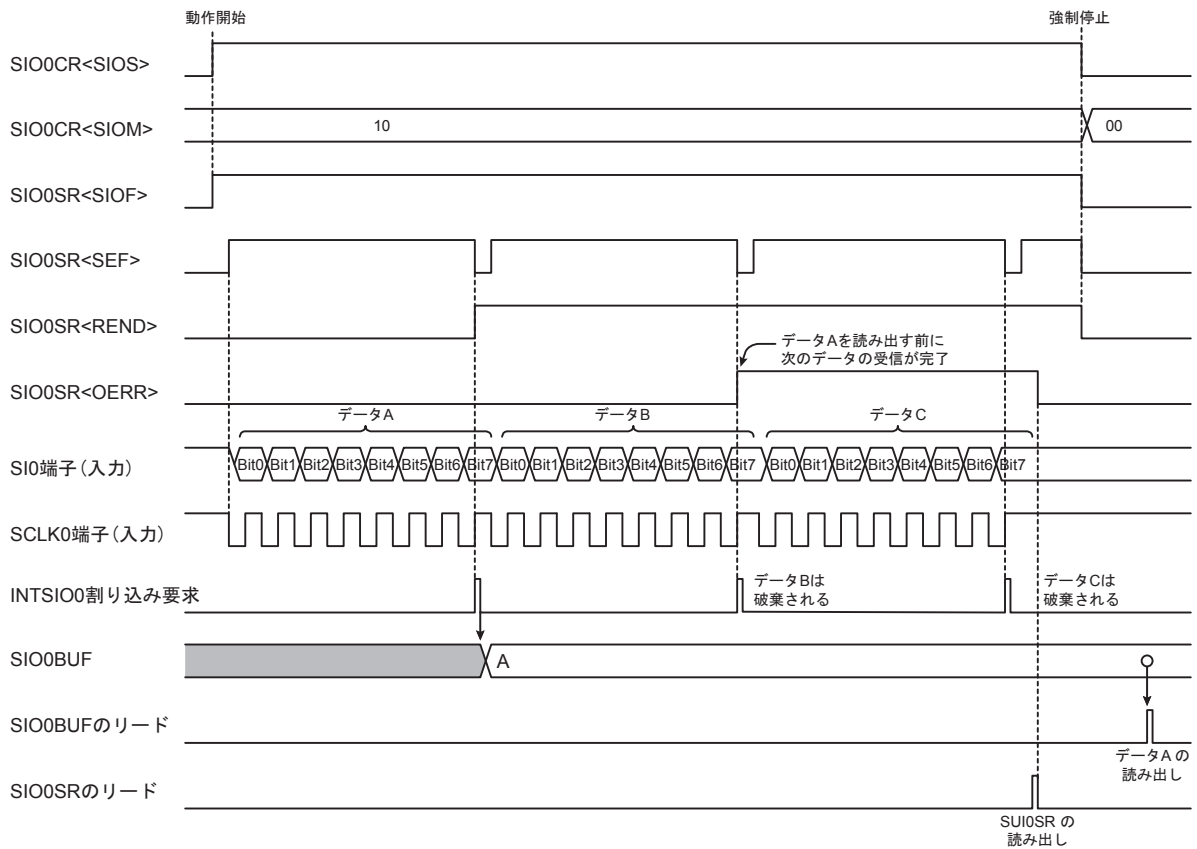 動作開始
強制停止
SIO0CR<SIOS>
SIO0CR<SIOM>
10
00
SIO0SR<SIOF>
SIO0SR<SEF>
SIO0SR<REND>
データAを読み出す前に
次のデータの受信が完了
SIO0SR<OERR>
データA
データB
データC
SI0端子(入力)
Bit0 Bit1 Bit2 Bit3 Bit4 Bit5 Bit6 Bit7 Bit0 Bit1 Bit2 Bit3 Bit4 Bit5 Bit6 Bit7 Bit0 Bit1 Bit2 Bit3 Bit4 Bit5 Bit6 Bit7
SCLK0端子(入力)
INTSIO0割り込み要求
データBは
破棄される
データCは
破棄される
SIO0BUF
A
SIO0BUFのリード
データA の
読み出し
SIO0SRのリード
SUI0SR の
読み出し